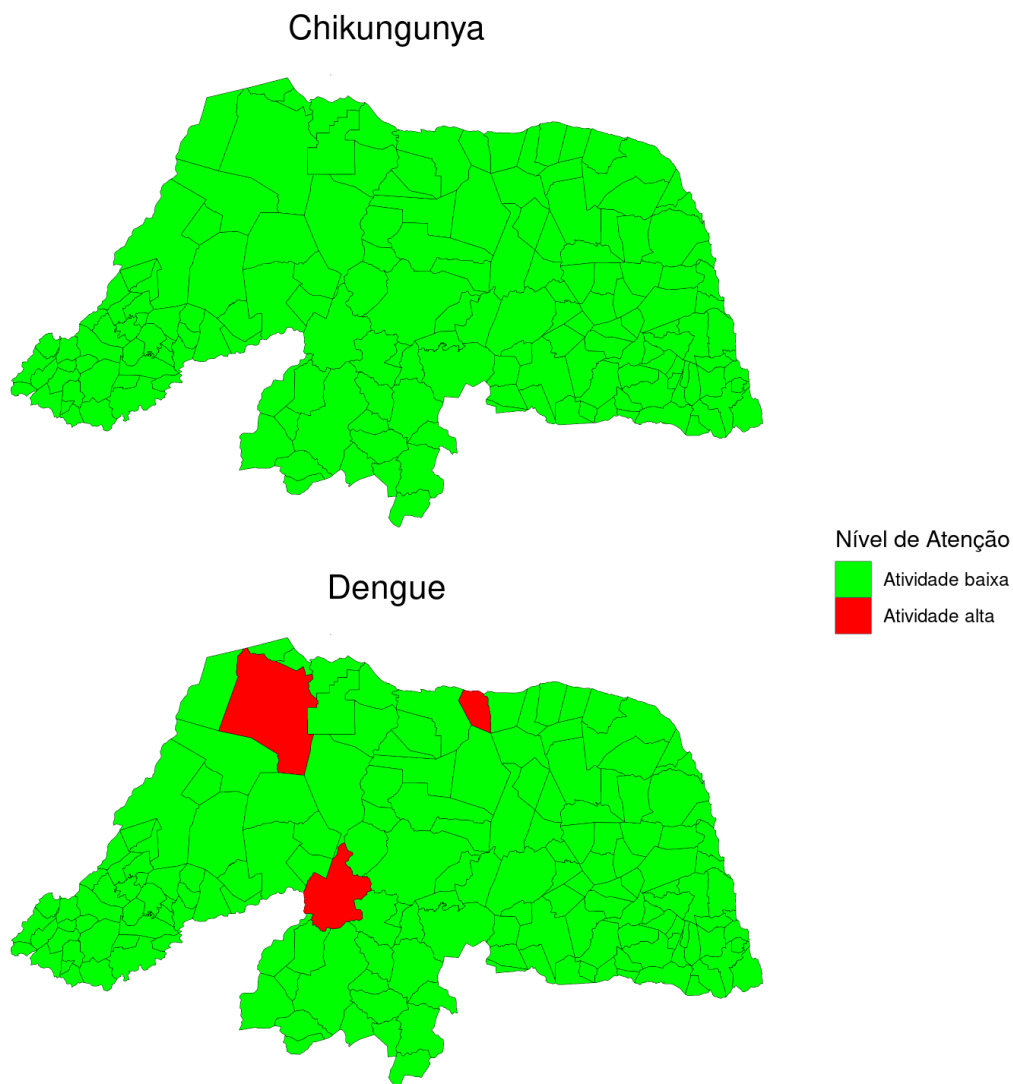 Chikungunya
Dengue
Nível de Atenção
Atividade baixa
Atividade alta